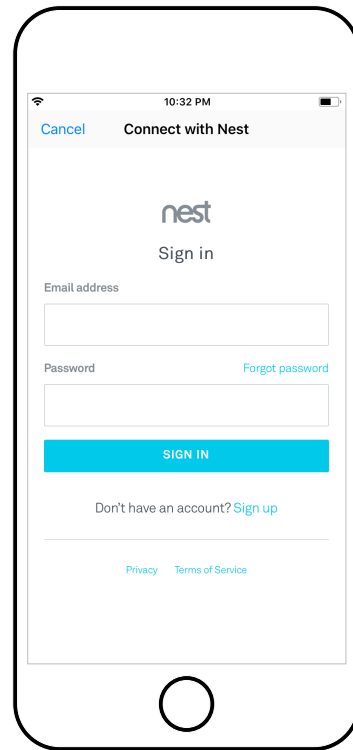 10:32 PM
Cancel Connect with Nest
nest
Sign in
Email address
Password Forgot password
SIGN IN
Don't have an account? Sign up
Privacy Terms of Service